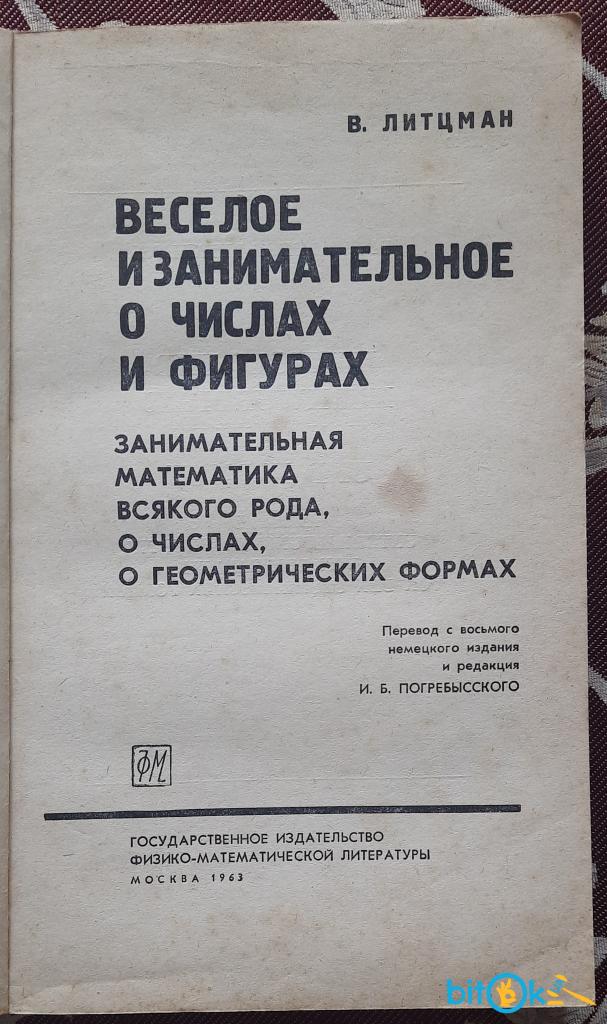 В. ЛИТЦМАН
ВЕСЕЛОЕ
И ЗАНИМАТЕЛЬНОЕ
О ЧИСЛАХ
И ФИГУРАХ
ЗАНИМАТЕЛЬНАЯ
МАТЕМАТИКА
ВСЯКОГО РОДА,
О ЧИСЛАХ,
О ГЕОМЕТРИЧЕСКИХ ФОРМАХ
Перевод с восьмого
немецкого издания
и редакция
И. Б. ПОГРЕБЫССКОГО
ФМ
ГОСУДАРСТВЕННОЕ ИЗДАТЕЛЬСТВО
ФИЗИКО-МАТЕМАТИЧЕСКОЙ ЛИТЕРАТУРЫ
МОСКВА 1963
bitOk